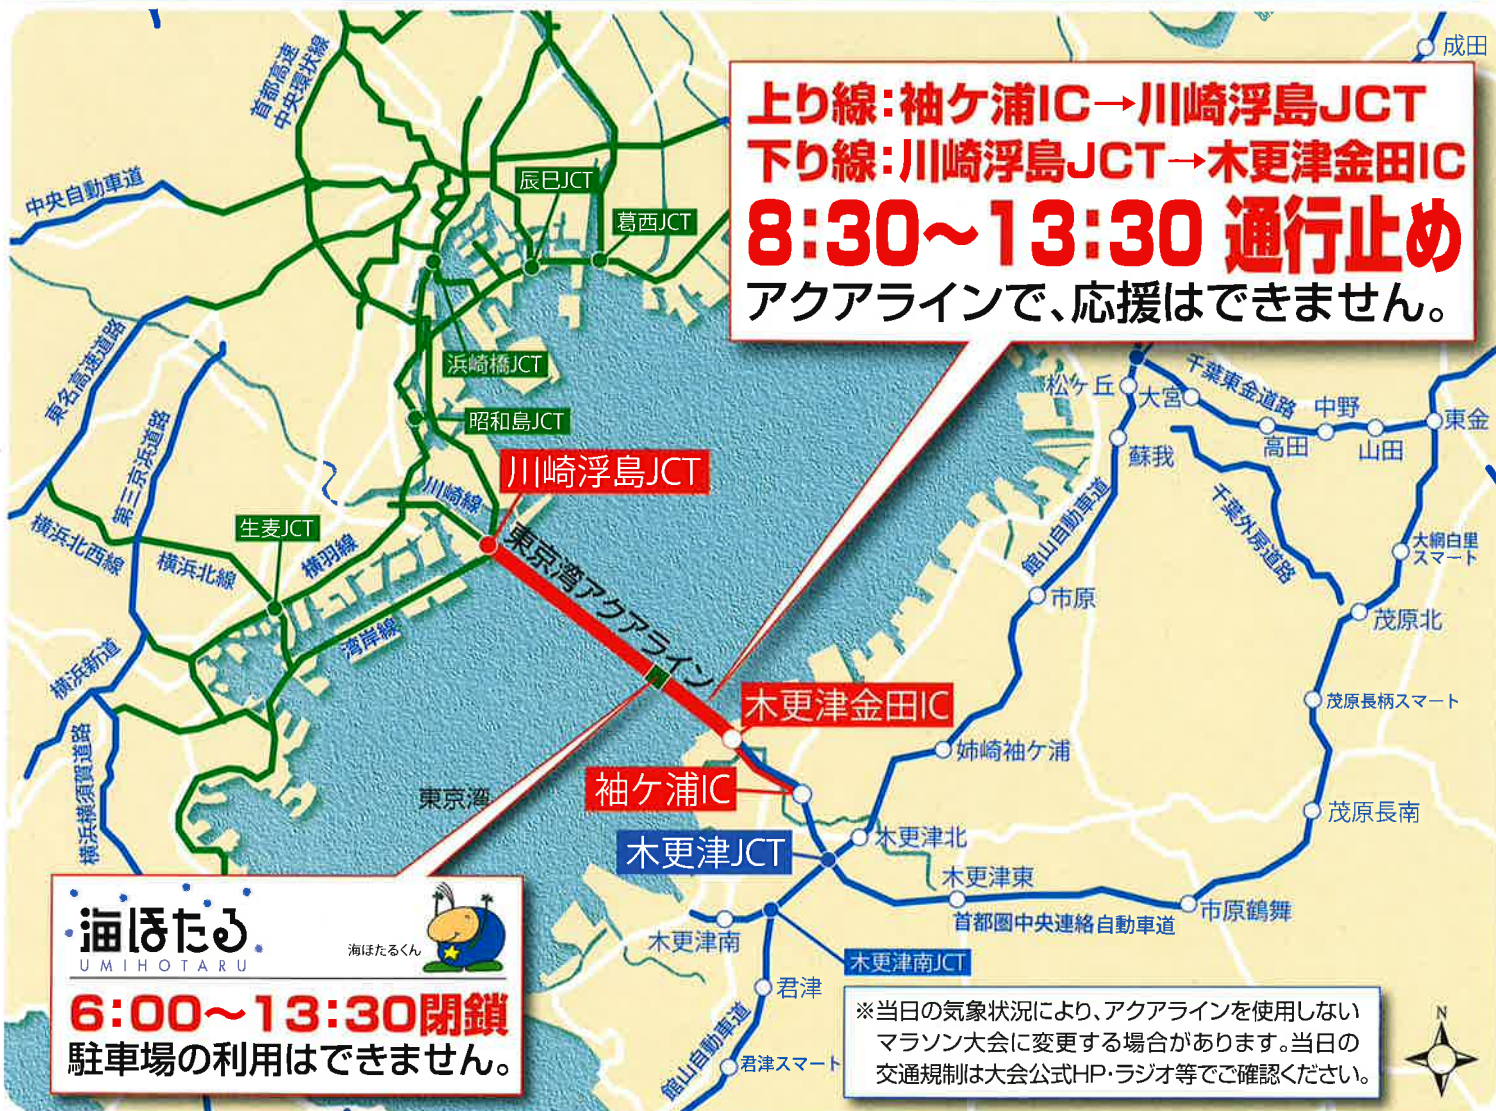 上り線:袖ケ浦IC→川崎浮島JCT
下り線:川崎浮島JCT→木更津金田IC
8:30～13:30 通行止め
アクアラインで、応援はできません。
成田
首都高速
中央環状線
中央自動車道
辰巳JCT
葛西JCT
浜崎橋JCT
昭和島JCT
東名高速道路
第三京浜道路
川崎浮島JCT
川崎線
生麦JCT
横浜北西線
横浜北線
横羽線
湾岸線
横浜新道
横浜横須賀道路
東京湾アクアライン
東京湾
松ヶ丘
大宮
千葉東金道路
中野
高田
山田
東金
蘇我
館山自動車道
千葉外房道路
大網白里
スマート
市原
茂原北
茂原長柄スマート
木更津金田IC
姉崎袖ケ浦
袖ケ浦IC
茂原長南
木更津JCT
木更津北
木更津東
首都圏中央連絡自動車道
市原鶴舞
木更津南
木更津南JCT
君津
館山自動車道
君津スマート
海ほたる
UMIHOTARU
海ほたるくん
6:00～13:30閉鎖
駐車場の利用はできません。
※当日の気象状況により、アクアラインを使用しない
マラソン大会に変更する場合があります。当日の
交通規制は大会公式HP・ラジオ等でご確認ください。
N